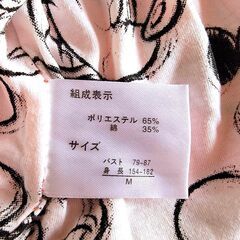 組成表示
ポリエステル 65%
綿 35%
サイズ
バスト 79-87
身長 154-162
M